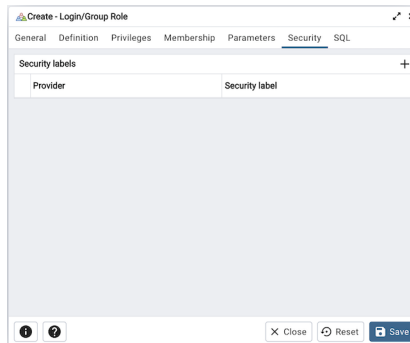 Create - Login/Group Role
General Definition Privileges Membership Parameters Security SQL
Security labels
Provider Security label
Close Reset Save